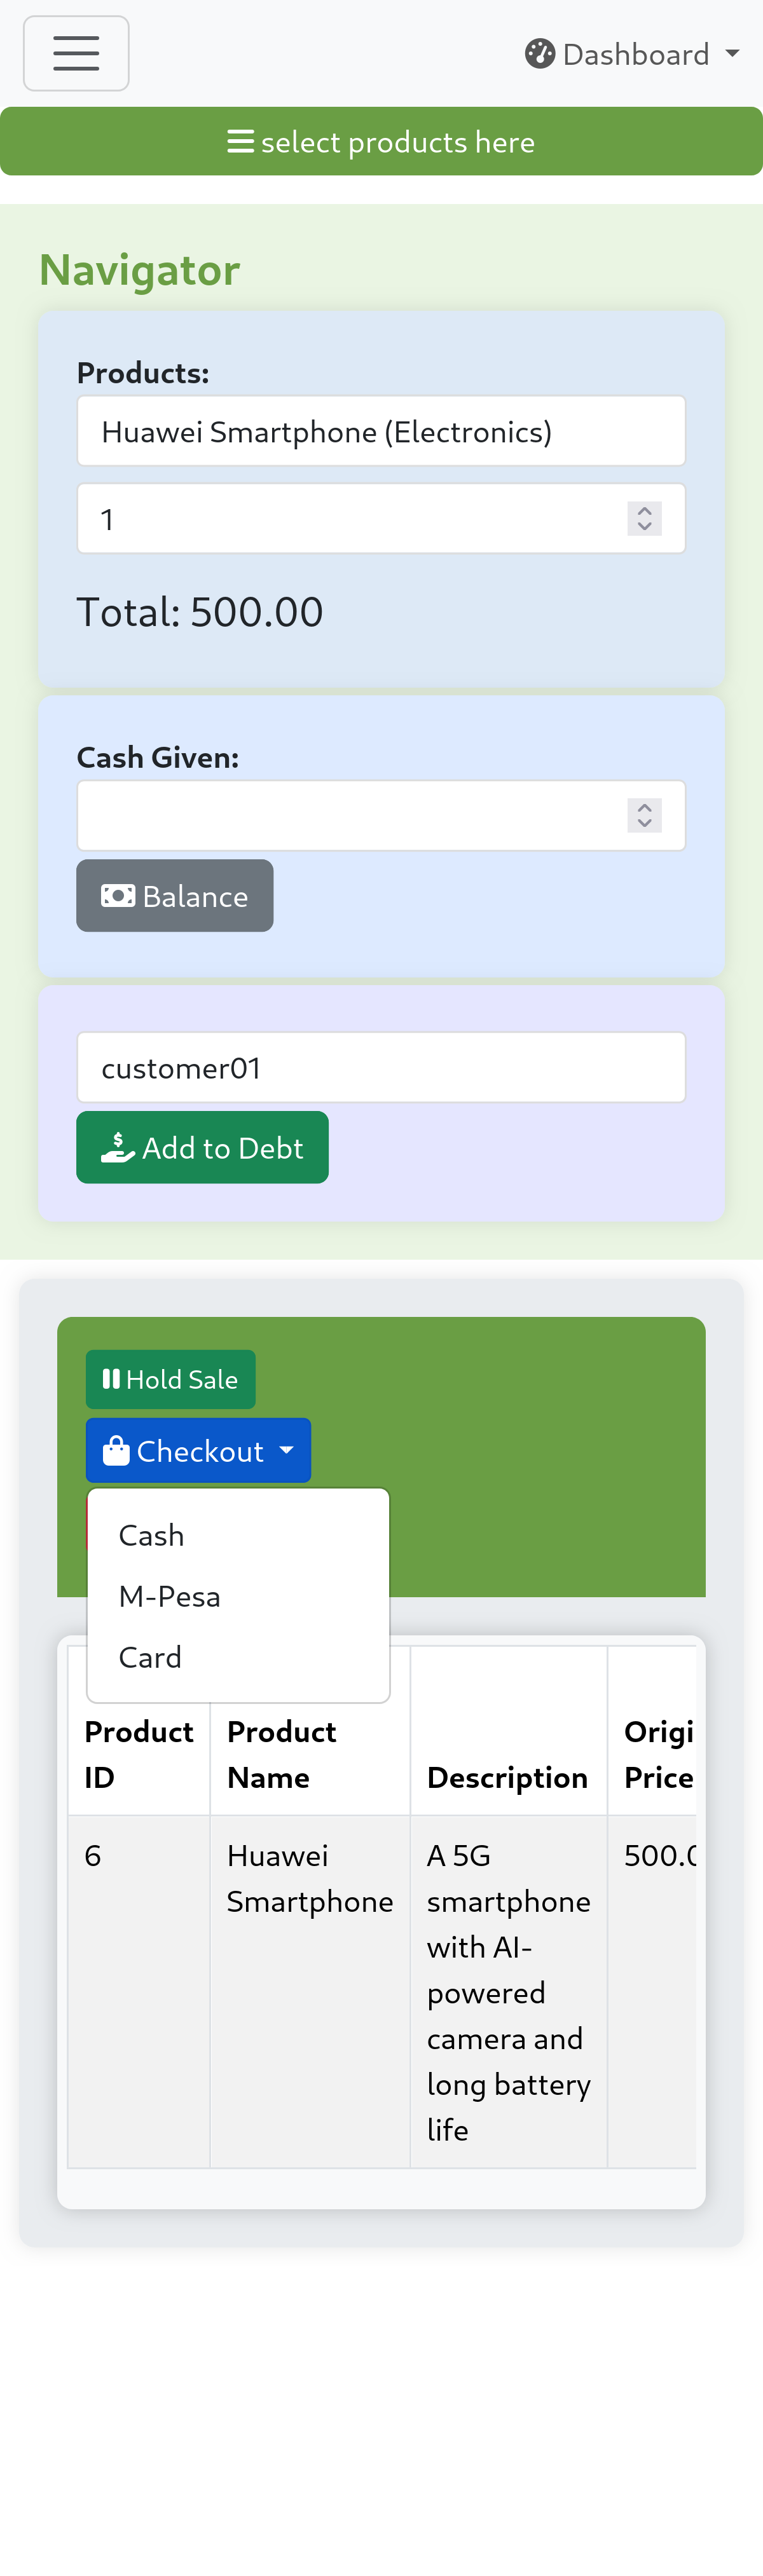 Dashboard
select products here
Navigator
Products:
Huawei Smartphone (Electronics)
1
Total: 500.00
Cash Given:
Balance
customer01
Add to Debt
Hold Sale
Checkout
Cash
M-Pesa
Card
Product ID
Product Name
Description
Origi
Price
6
Huawei
Smartphone
A 5G
smartphone
with AI-
powered
camera and
long battery
life
500.0